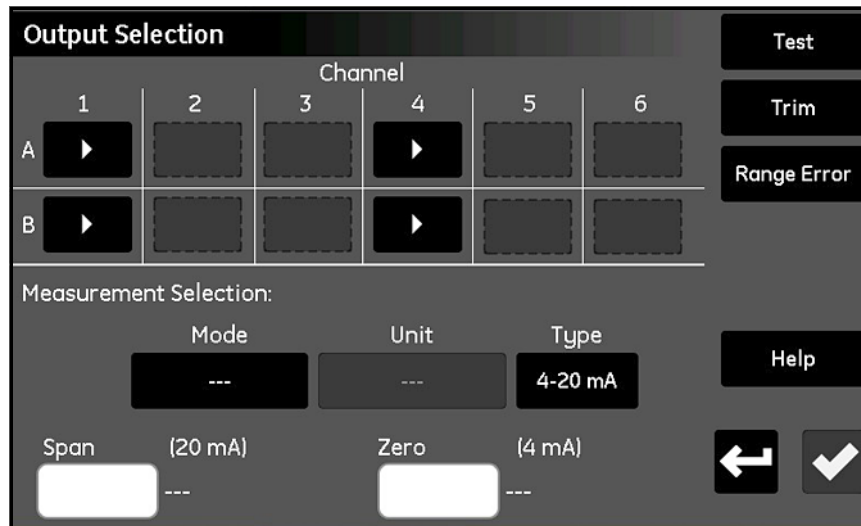 Output Selection
Test
Channel
1 2 3 4 5 6
Trim
A
Range Error
B
Measurement Selection:
Mode Unit Type
Help
--- --- 4-20 mA
Span (20 mA) Zero (4 mA)
--- ---